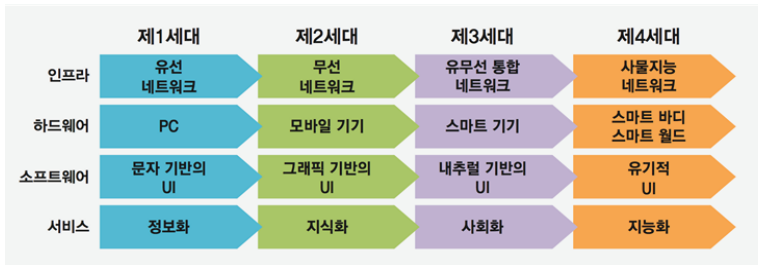 제1세대 제2세대 제3세대 제4세대
인프라
유선
네트워크
무선
네트워크
유무선 통합
네트워크
사물지능
네트워크
하드웨어
PC
모바일 기기
스마트 기기
스마트 바디
스마트 월드
소프트웨어
문자 기반의
UI
그래픽 기반의
UI
내추럴 기반의
UI
유기적
UI
서비스
정보화
지식화
사회화
지능화